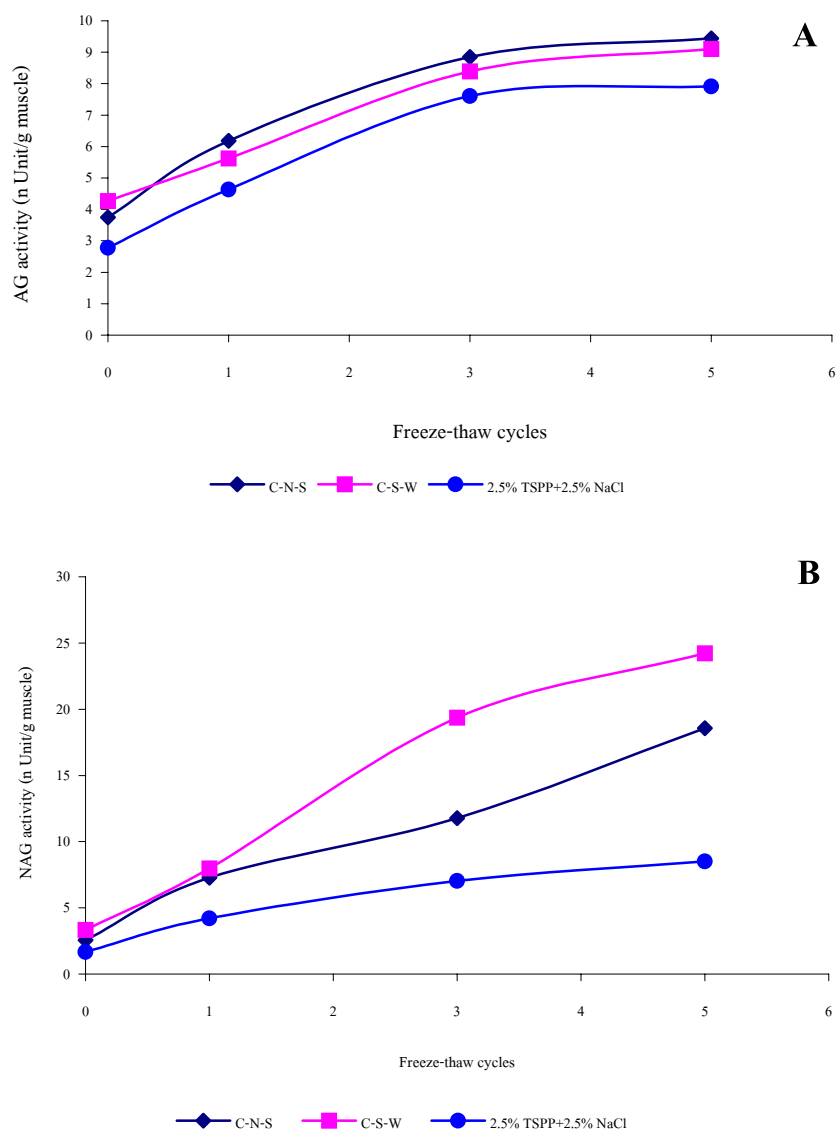 A
10
9
8
7
6
5
4
3
2
1
0
AG activity (n Unit/g muscle)
0 1 2 3 4 5 6
Freeze-thaw cycles
C-N-S C-S-W 2.5% TSPP+2.5% NaCl
B
30
25
20
15
10
5
0
NAG activity (n Unit/g muscle)
0 1 2 3 4 5 6
Freeze-thaw cycles
C-N-S C-S-W 2.5% TSPP+2.5% NaCl